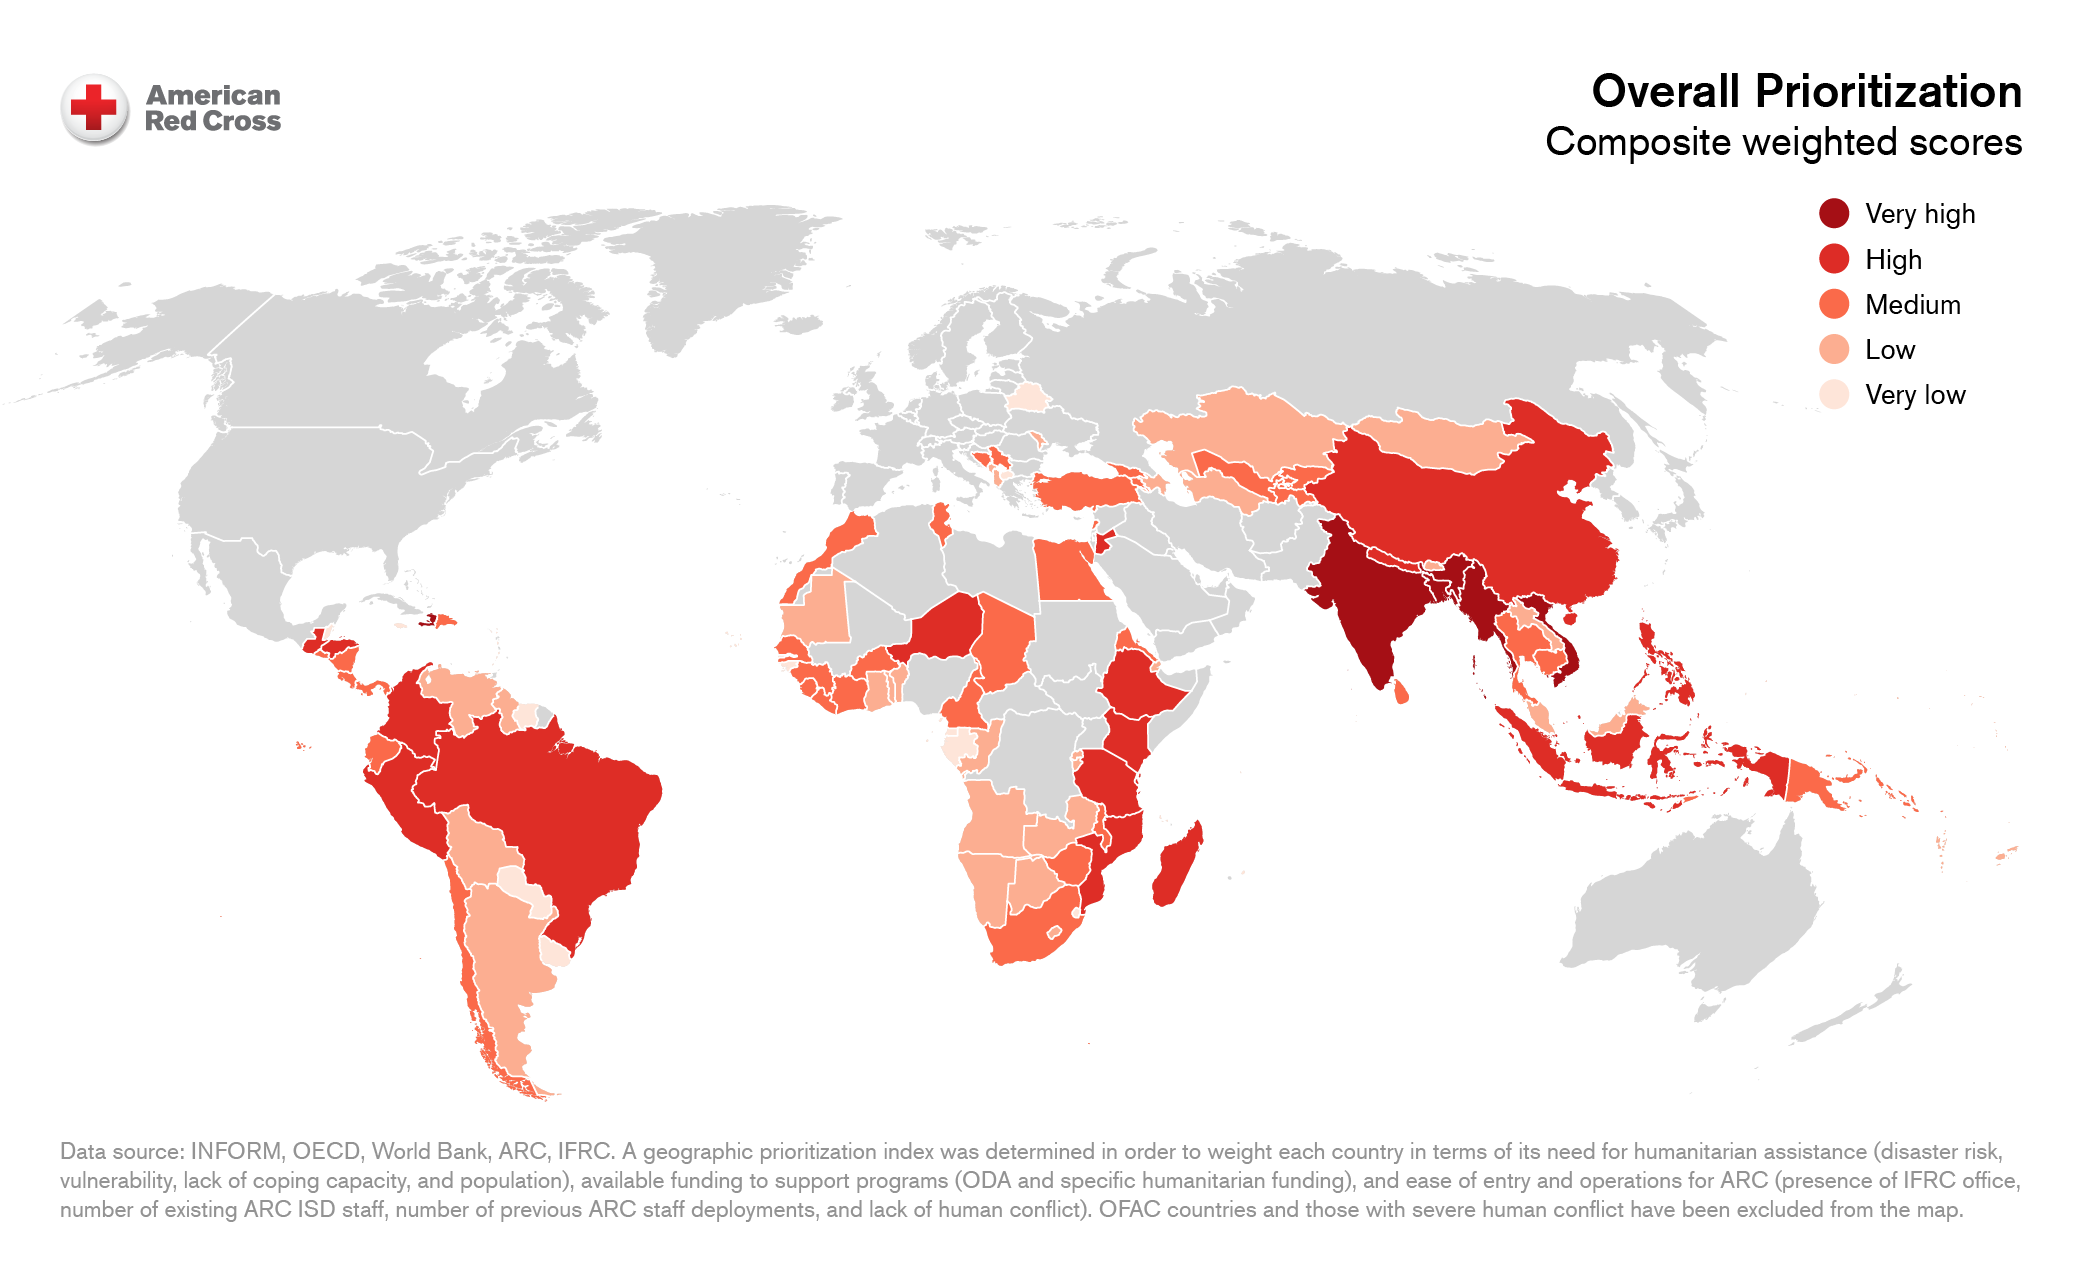 American
Red Cross
Overall Prioritization
Composite weighted scores
Very high
High
Medium
Low
Very low
Data source: INFORM, OECD, World Bank, ARC, IFRC. A geographic prioritization index was determined in order to weight each country in terms of its need for humanitarian assistance (disaster risk,
vulnerability, lack of coping capacity, and population), available funding to support programs (ODA and specific humanitarian funding), and ease of entry and operations for ARC (presence of IFRC office,
number of existing ARC ISD staff, number of previous ARC staff deployments, and lack of human conflict). OFAC countries and those with severe human conflict have been excluded from the map.